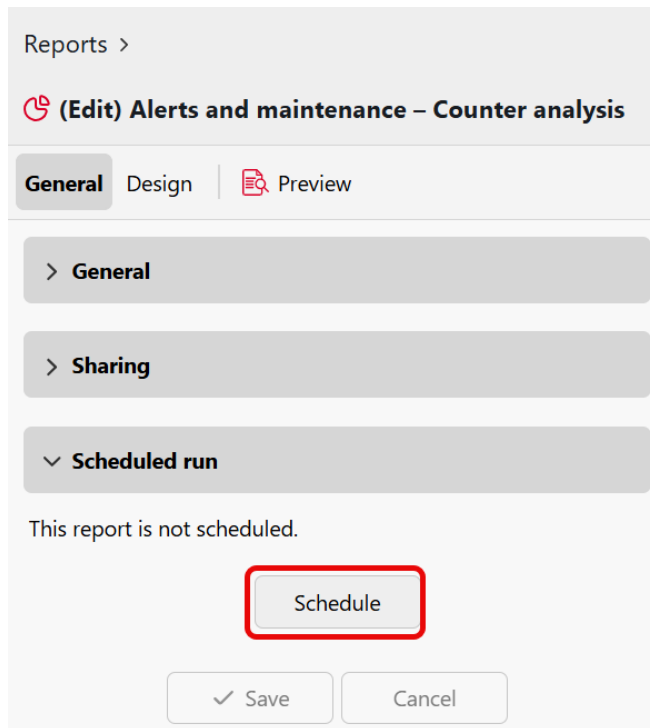 Reports >
(Edit) Alerts and maintenance – Counter analysis
General Design Preview
General
Sharing
Scheduled run
This report is not scheduled.
Schedule
Save Cancel